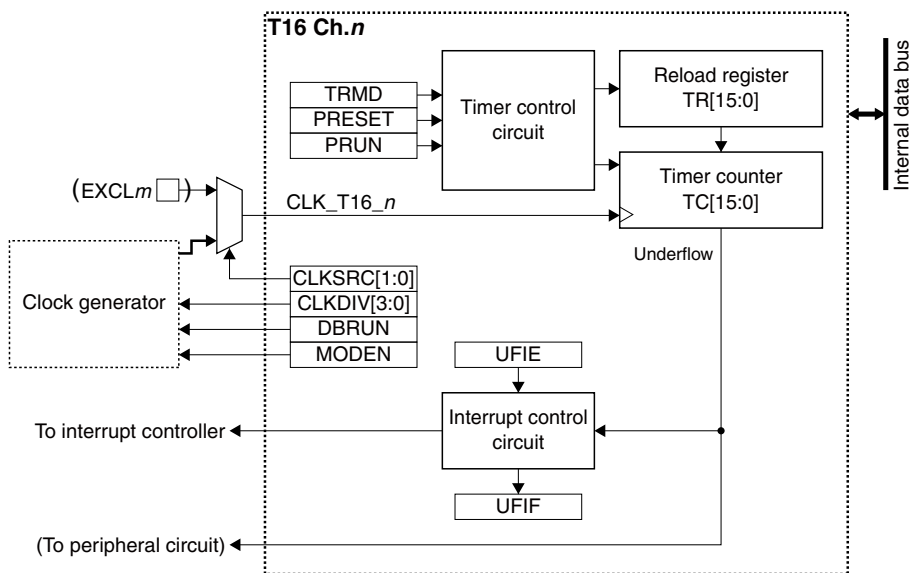 T16 Ch.n
TRMD
PRESET
PRUN
Timer control
circuit
Reload register
TR[15:0]
Timer counter
TC[15:0]
Internal data bus
(EXCLm )
CLK_T16_n
Underflow
Clock generator
CLKSRC[1:0]
CLKDIV[3:0]
DBRUN
MODEN
UFIE
Interrupt control
circuit
UFIF
To interrupt controller
(To peripheral circuit)